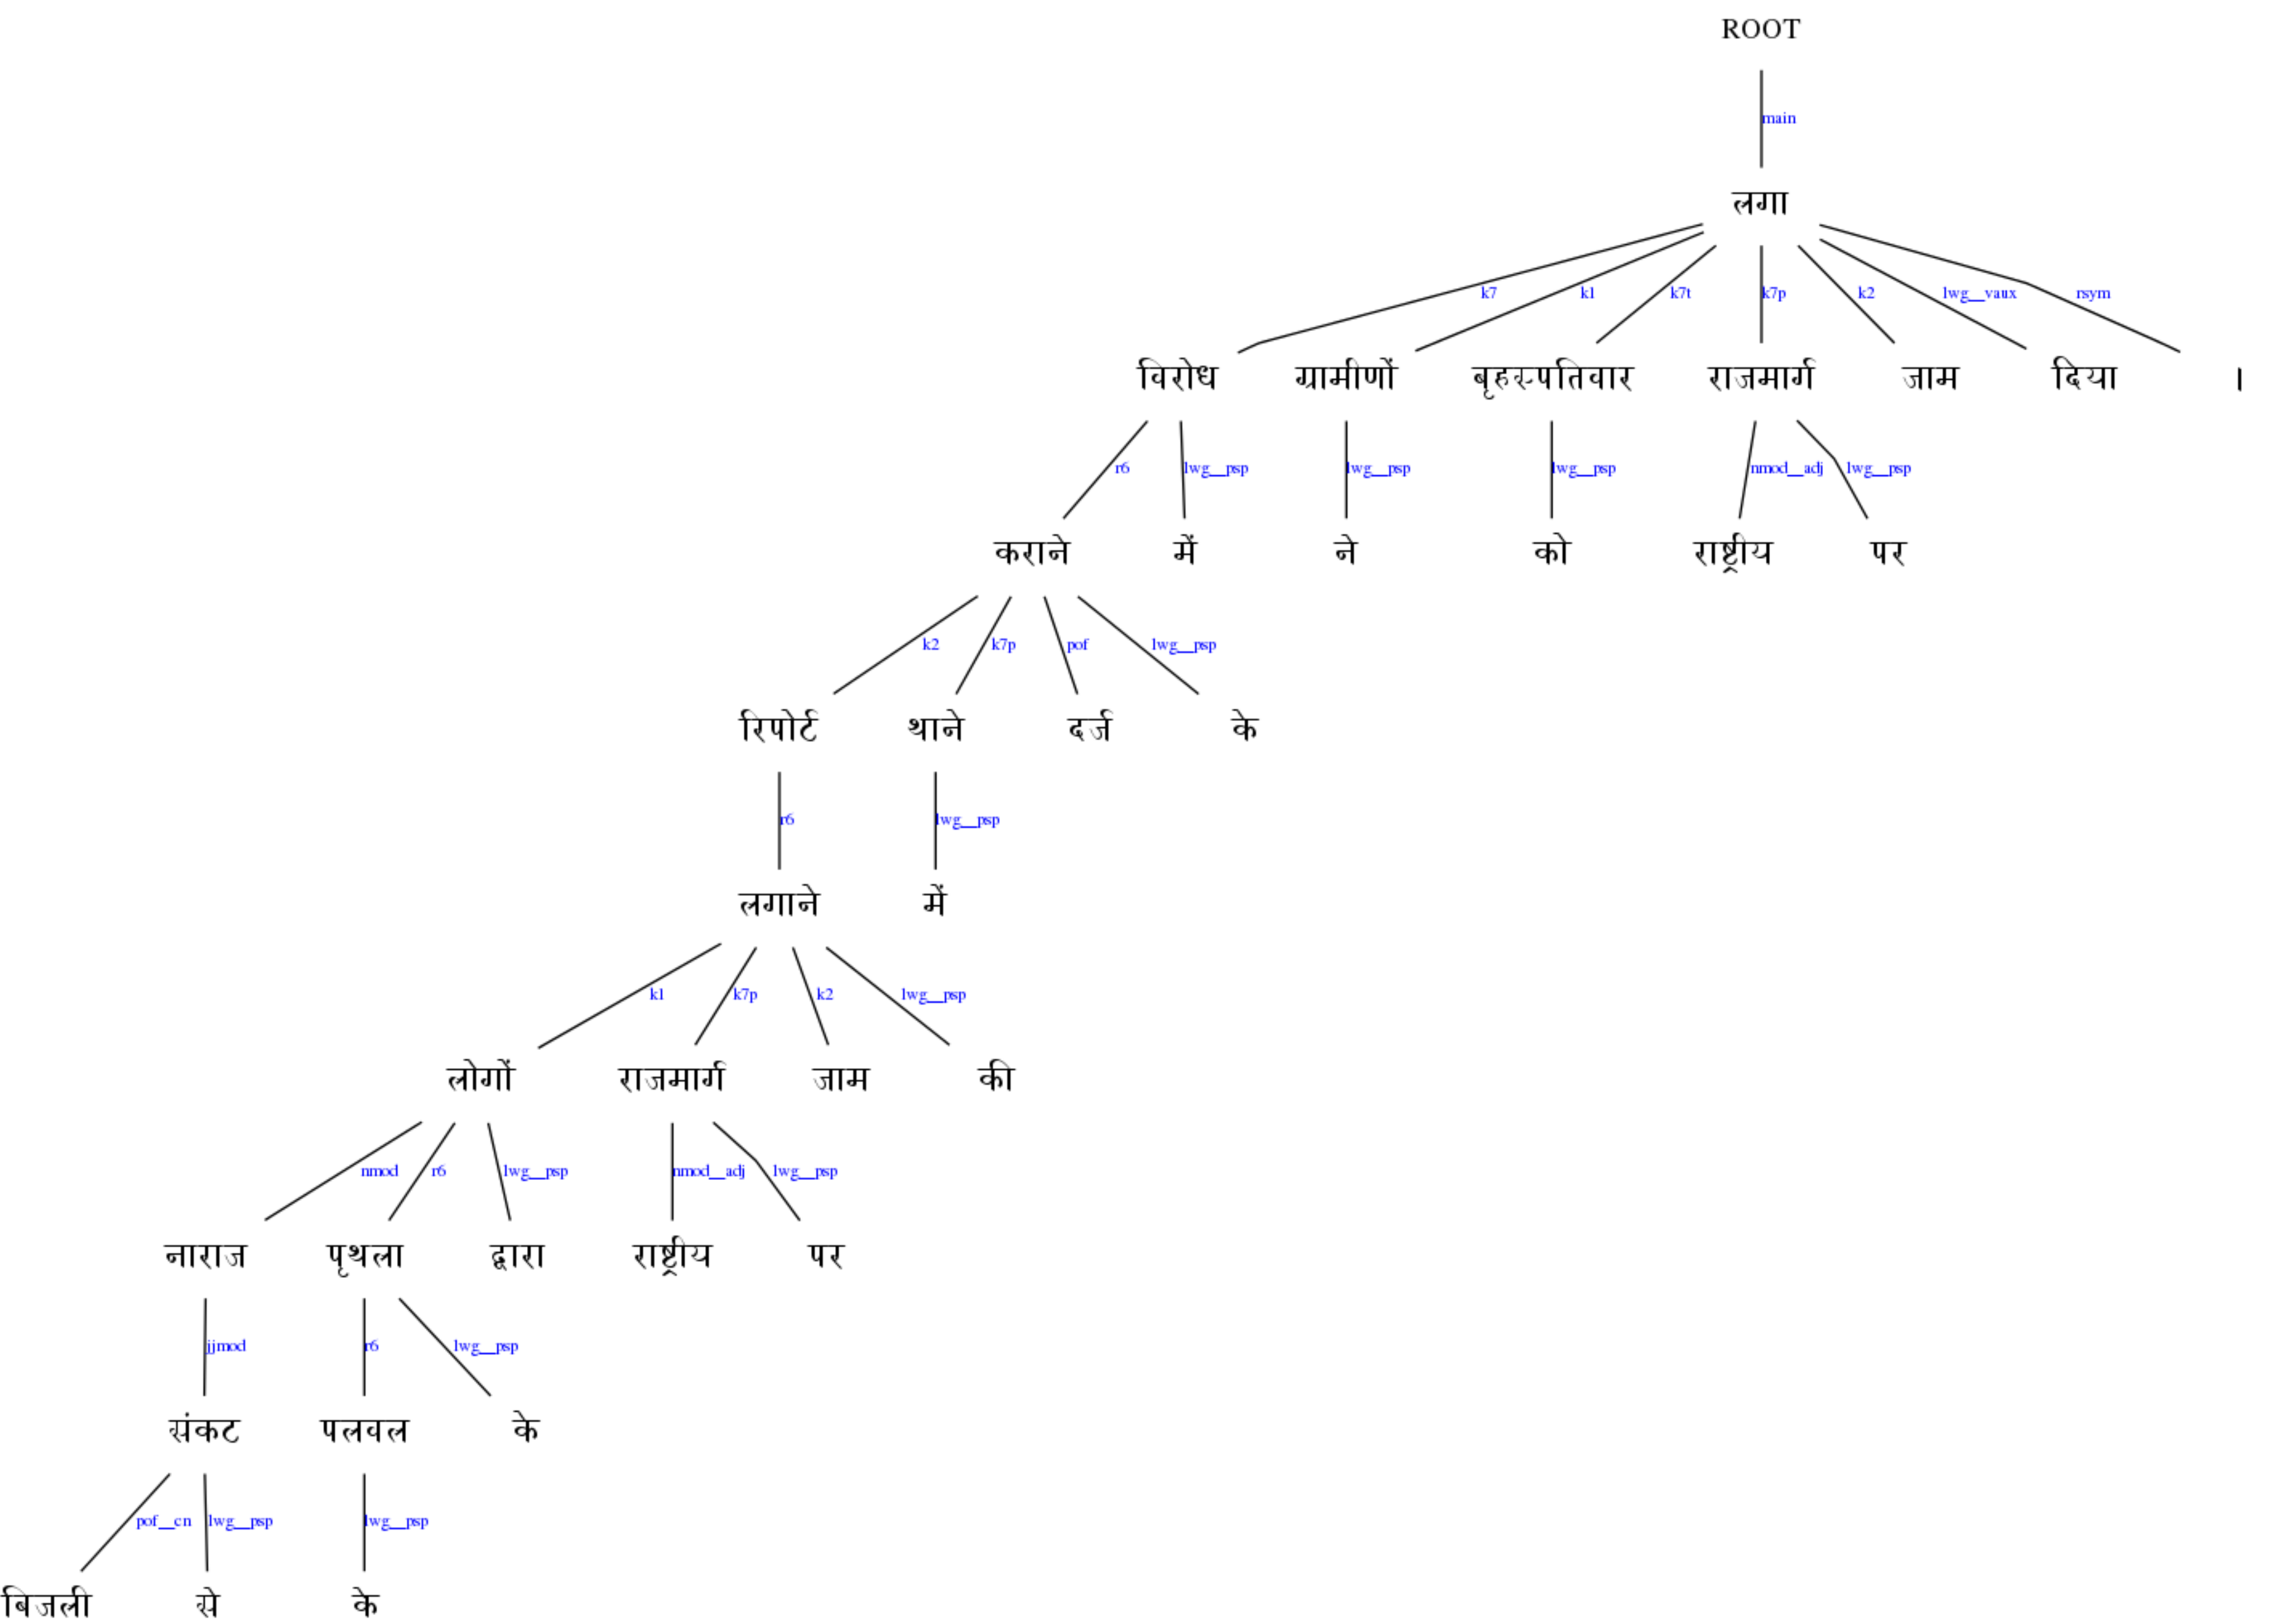 ROOT
main
लगा
k7 k1 k7t k7p k2 lwg__vaux rsym
विरोध ग्रामीणों बृहस्पतिवार राजमार्ग जाम दिया ।
r6 lwg__psp lwg__psp lwg__psp nmod__adj lwg__psp
कराने में ने को राष्ट्रीय पर
k2 k7p pof lwg__psp
रिपोर्ट थाने दर्ज के
r6 lwg__psp
लगाने में
k1 k7p k2 lwg__psp
लोगों राजमार्ग जाम की
nmod r6 lwg__psp nmod__adj lwg__psp
नाराज पृथला द्वारा राष्ट्रीय पर
jjmod r6 lwg__psp
संकट पलवल के
pof__cn lwg__psp lwg__psp
बिजली से के